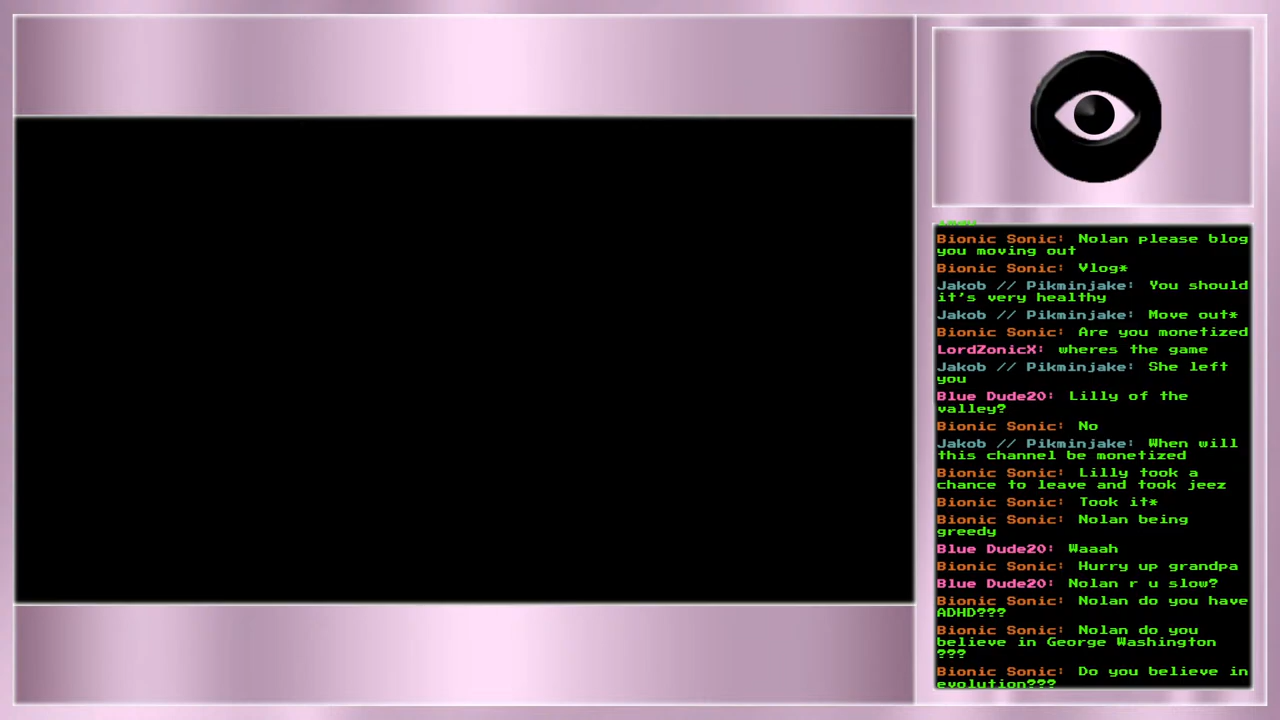 Bionic Sonic: Nolan please blog
you moving out
Bionic Sonic: Vlog*
Jakob // Pikminjake: You should
it's very healthy
Jakob // Pikminjake: Move out*
Bionic Sonic: Are you monetized
LordZonicX: wheres the game
Jakob // Pikminjake: She left
you
Blue Dude20: Lilly of the
valley?
Bionic Sonic: No
Jakob // Pikminjake: When will
this channel be monetized
Bionic Sonic: Lilly took a
chance to leave and took jeez
Bionic Sonic: Took it*
Bionic Sonic: Nolan being
greedy
Blue Dude20: Waaah
Bionic Sonic: Hurry up grandpa
Blue Dude20: Nolan r u slow?
Bionic Sonic: Nolan do you have
ADHD???
Bionic Sonic: Nolan do you
believe in George Washington
???
Bionic Sonic: Do you believe in
evolution???